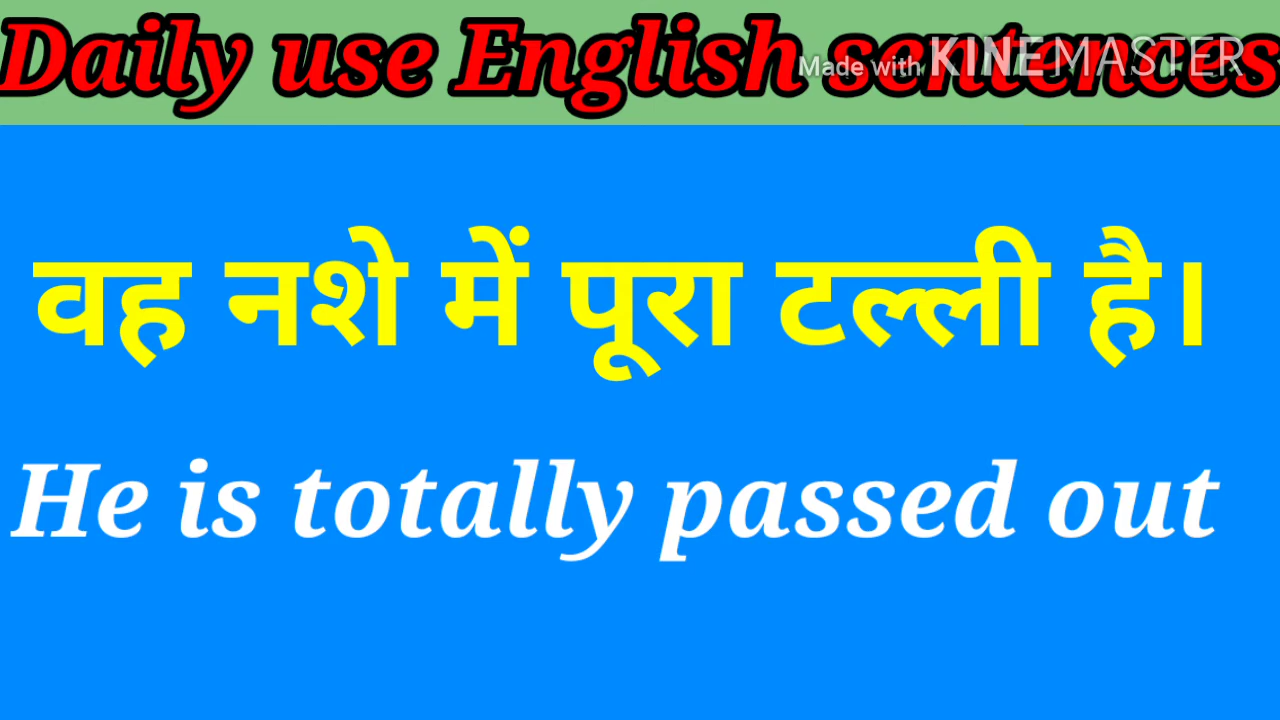 Daily use English sentences
Made with KINEMASTER
वह नशे में पूरा टल्ली है।
He is totally passed out